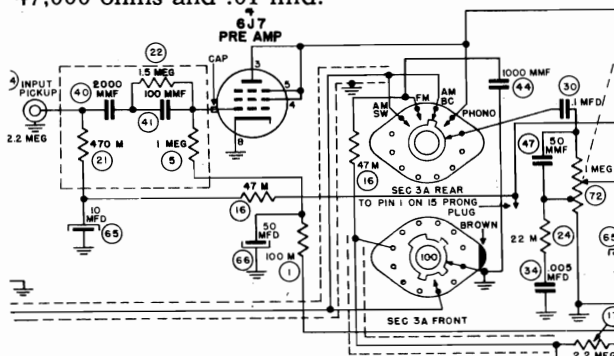 47,000 ohms and .01 mfd.
6J7
PRE AMP
22
1.5 MEG
CAP
INPUT
PICKUP
40
2000
MMF
100
MMF
41
2.2 MEG
470 M
21
1 MEG
5
3
5
4
8
47 M
16
10
MFD
65
50
MFD
66
100 M
1
AM
SW
FM
AM
BC
PHONO
1000 MMF
44
30
.1 MFD
47 M
16
SEC 3A REAR
TO PIN 1 ON 15 PRONG
PLUG
BROWN
100
SEC 3A FRONT
47
50
MMF
1 MEG
72
22 M
24
34
.005
MFD
2.2 MEG